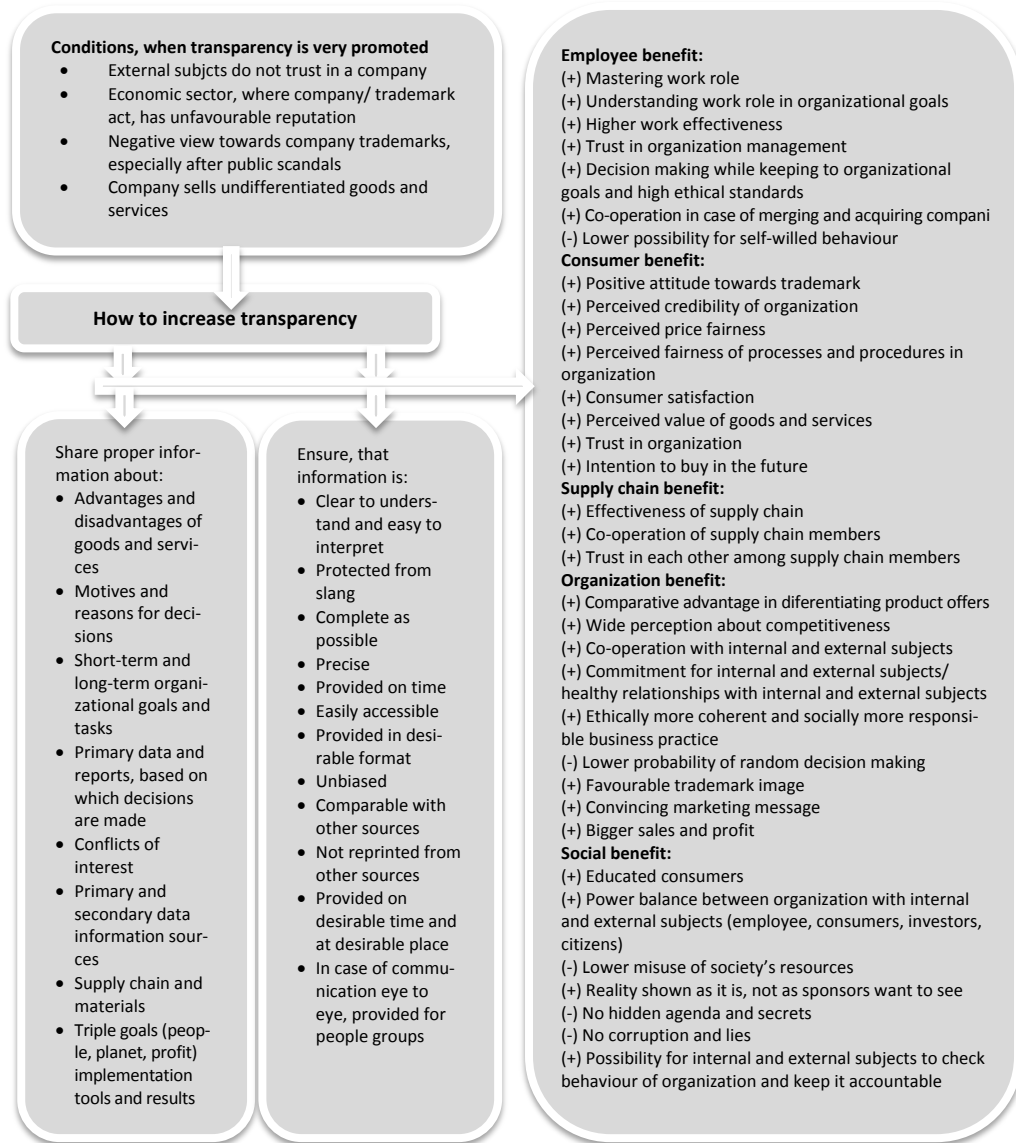 Conditions, when transparency is very promoted
• External subjcts do not trust in a company
• Economic sector, where company/ trademark
act, has unfavourable reputation
• Negative view towards company trademarks,
especially after public scandals
• Company sells undifferentiated goods and
services
How to increase transparency
Share proper infor-
mation about:
• Advantages and
disadvantages of
goods and servi-
ces
• Motives and
reasons for deci-
sions
• Short-term and
long-term organi-
zational goals and
tasks
• Primary data and
reports, based on
which decisions
are made
• Conflicts of
interest
• Primary and
secondary data
information sour-
ces
• Supply chain and
materials
• Triple goals (peop-
le, planet, profit)
implementation
tools and results
Ensure, that
information is:
• Clear to unders-
tand and easy to
interpret
• Protected from
slang
• Complete as
possible
• Precise
• Provided on time
• Easily accessible
• Provided in desi-
rable format
• Unbiased
• Comparable with
other sources
• Not reprinted from
other sources
• Provided on
desirable time and
at desirable place
• In case of commu-
nication eye to
eye, provided for
people groups
Employee benefit:
(+) Mastering work role
(+) Understanding work role in organizational goals
(+) Higher work effectiveness
(+) Trust in organization management
(+) Decision making while keeping to organizational
goals and high ethical standards
(+) Co-operation in case of merging and acquiring compani
(-) Lower possibility for self-willed behaviour
Consumer benefit:
(+) Positive attitude towards trademark
(+) Perceived credibility of organization
(+) Perceived price fairness
(+) Perceived fairness of processes and procedures in
organization
(+) Consumer satisfaction
(+) Perceived value of goods and services
(+) Trust in organization
(+) Intention to buy in the future
Supply chain benefit:
(+) Effectiveness of supply chain
(+) Co-operation of supply chain members
(+) Trust in each other among supply chain members
Organization benefit:
(+) Comparative advantage in diferentiating product offers
(+) Wide perception about competitiveness
(+) Co-operation with internal and external subjects
(+) Commitment for internal and external subjects/
healthy relationships with internal and external subjects
(+) Ethically more coherent and socially more responsi-
ble business practice
(-) Lower probability of random decision making
(+) Favourable trademark image
(+) Convincing marketing message
(+) Bigger sales and profit
Social benefit:
(+) Educated consumers
(+) Power balance between organization with internal
and external subjects (employee, consumers, investors,
citizens)
(-) Lower misuse of society’s resources
(+) Reality shown as it is, not as sponsors want to see
(-) No hidden agenda and secrets
(-) No corruption and lies
(+) Possibility for internal and external subjects to check
behaviour of organization and keep it accountable